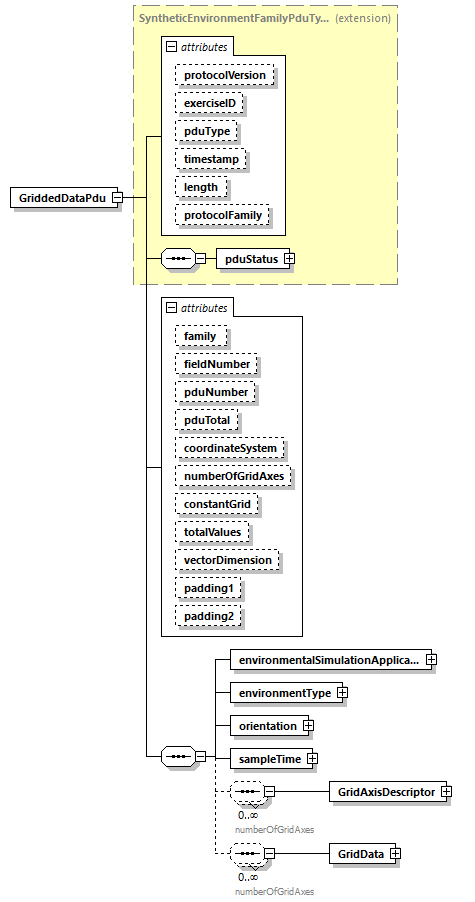 SyntheticEnvironmentFamilyPduTy... (extension)
attributes
protocolVersion
exerciseID
pduType
timestamp
length
protocolFamily
GriddedDataPdu
pduStatus
attributes
family
fieldNumber
pduNumber
pduTotal
coordinateSystem
numberOfGridAxes
constantGrid
totalValues
vectorDimension
padding1
padding2
environmentalSimulationApplica...
environmentType
orientation
sampleTime
GridAxisDescriptor
0..∞
numberOfGridAxes
GridData
0..∞
numberOfGridAxes